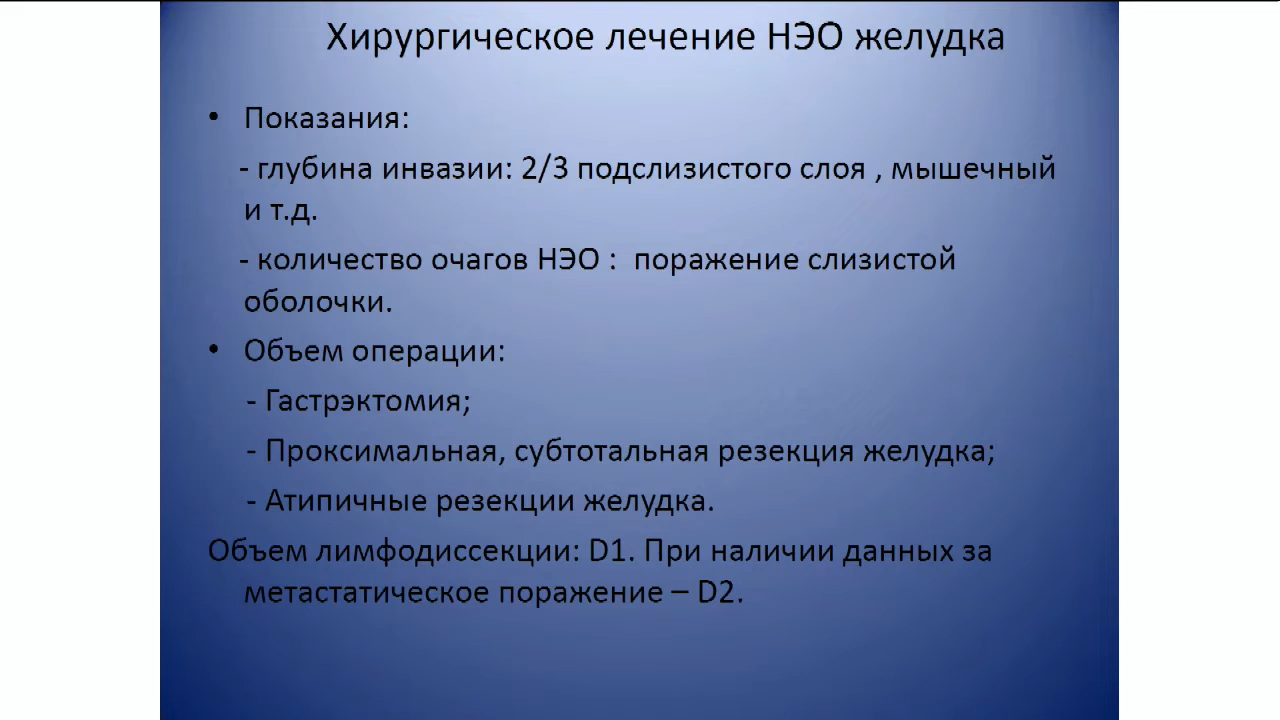 Хирургическое лечение НЭО желудка
• Показания:
- глубина инвазии: 2/3 подслизистого слоя , мышечный
и т.д.
- количество очагов НЭО : поражение слизистой
оболочки.
• Объем операции:
- Гастрэктомия;
- Проксимальная, субтотальная резекция желудка;
- Атипичные резекции желудка.
Объем лимфодиссекции: D1. При наличии данных за
метастатическое поражение – D2.